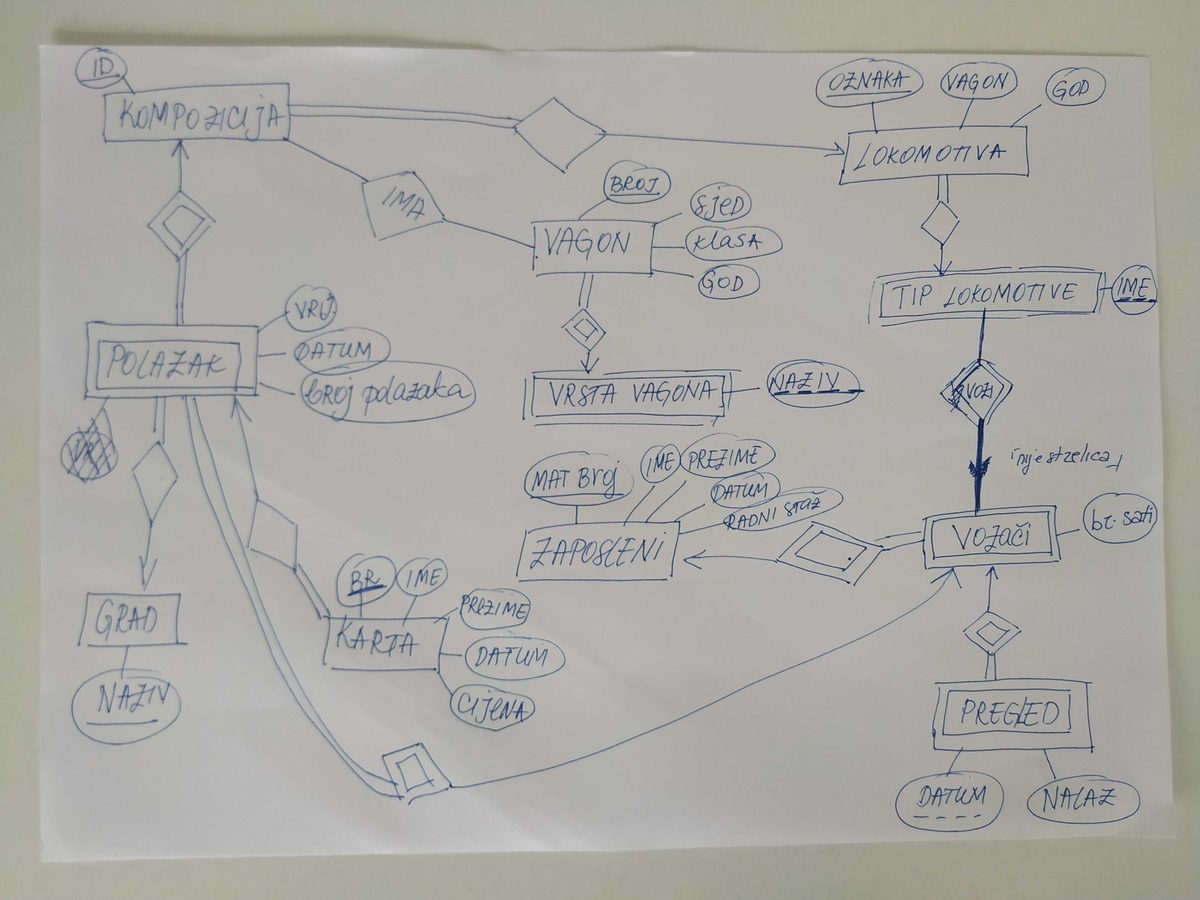 ID
KOMPOZICIJA
OZNAKA
VAGON
GOD
LOKOMOTIVA
IMA
BROJ
SJED
VAGON
KLASA
GOD
TIP LOKOMOTIVE
IME
VRIJ
POLAZAK
DATUM
BROJ polazaka
VRSTA VAGONA
NAZIV
VOZI
(nije strelica)
MAT Broj
IME
PREZIME
DATUM
RADNI STAŽ
ZAPOSLENI
VOZAČI
br. sati
GRAD
NAZIV
BR
IME
PREZIME
KARTA
DATUM
CIJENA
PREGLED
DATUM
NALAZ